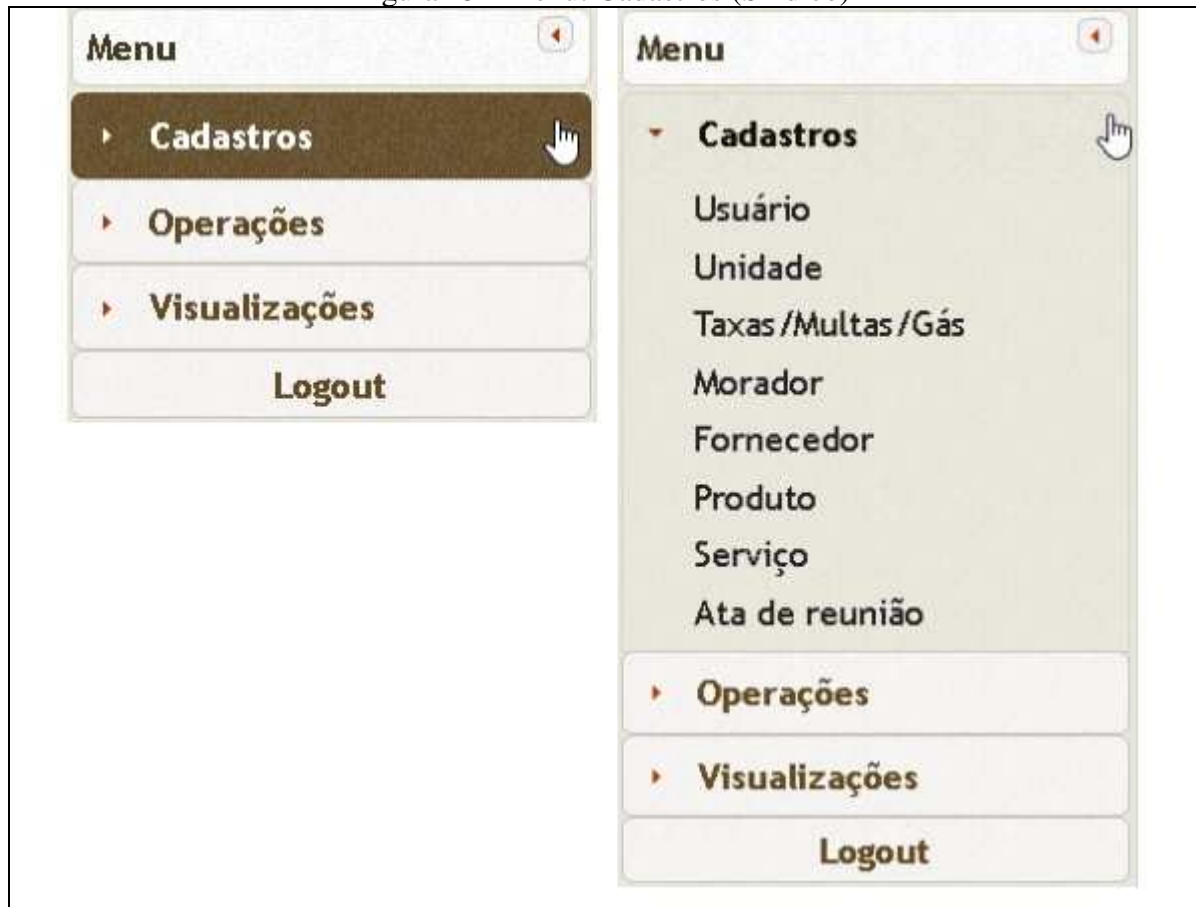 Menu
Cadastros
Operações
Visualizações
Logout
Menu
Cadastros
Usuário
Unidade
Taxas/Multas/Gás
Morador
Fornecedor
Produto
Serviço
Ata de reunião
Operações
Visualizações
Logout